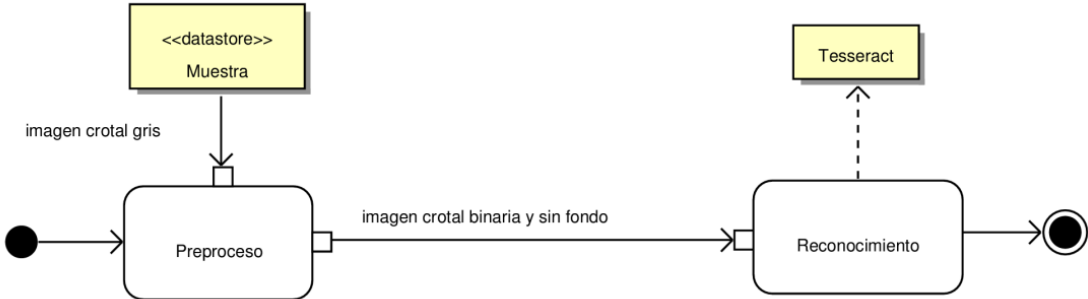 <<datastore>>
Muestra
Tesseract
imagen crotal gris
imagen crotal binaria y sin fondo
Preproceso
Reconocimiento